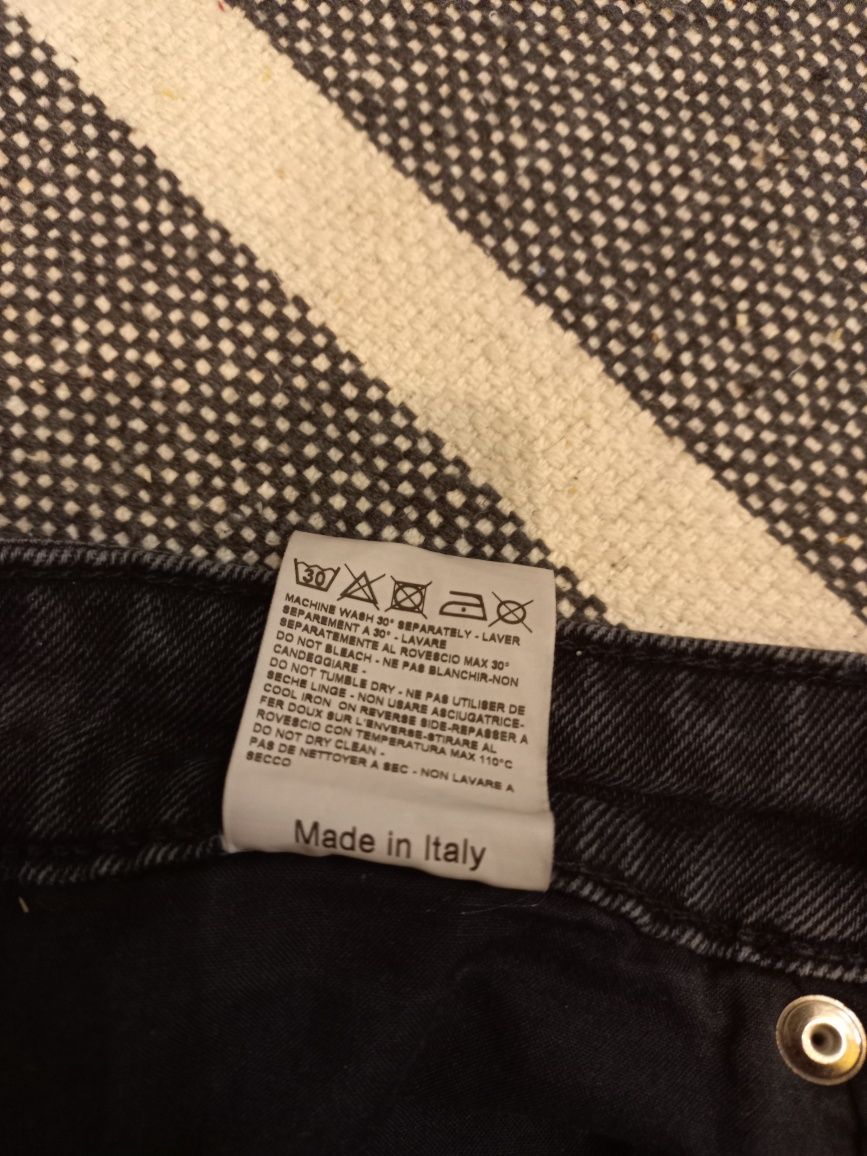 30
MACHINE WASH 30° SEPARATELY - LAVER
SEPAREMENT A 30° - LAVARE
SEPARATEMENTE AL ROVESCIO MAX 30°
DO NOT BLEACH - NE PAS BLANCHIR-NON
CANDEGGIARE -
DO NOT TUMBLE DRY - NE PAS UTILISER DE
SECHE LINGE - NON USARE ASCIUGATRICE-
COOL IRON ON REVERSE SIDE-REPASSER A
FER DOUX SUR L'ENVERSE-STIRARE AL
ROVESCIO CON TEMPERATURA MAX 110°C
DO NOT DRY CLEAN -
PAS DE NETTOYER A SEC - NON LAVARE A
SECCO
Made in Italy